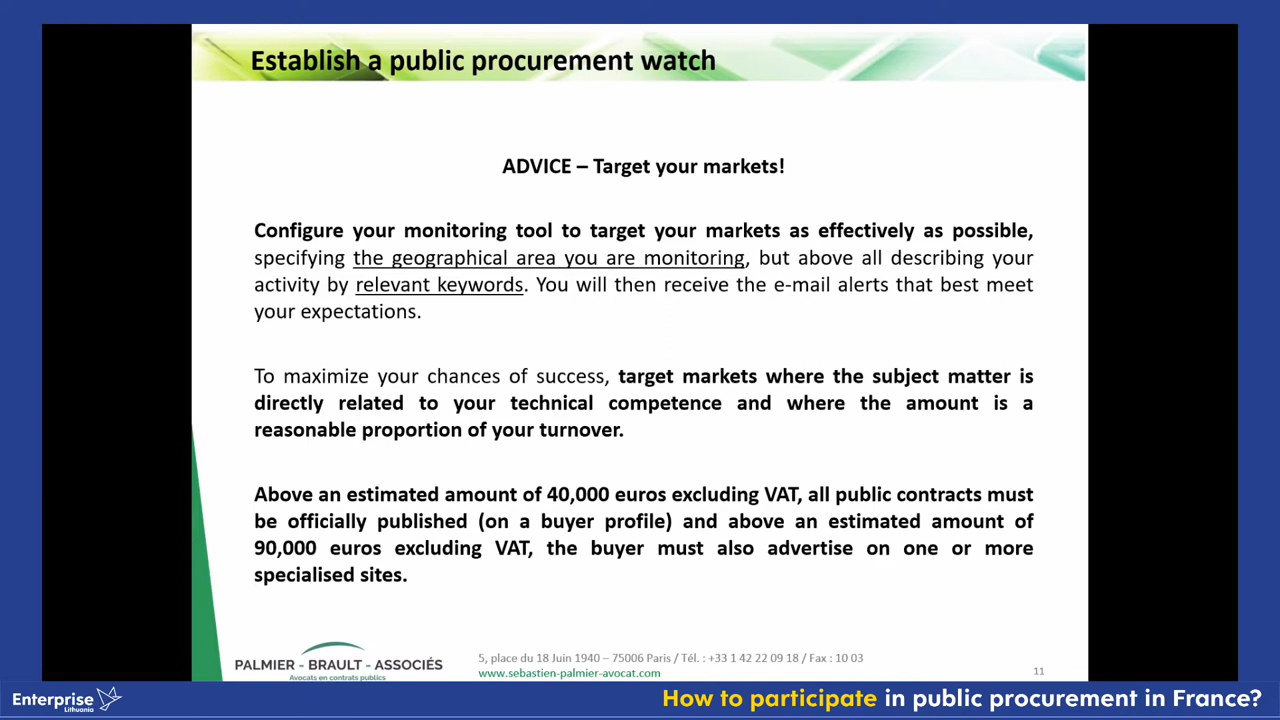 Establish a public procurement watch
ADVICE – Target your markets!
Configure your monitoring tool to target your markets as effectively as possible,
specifying the geographical area you are monitoring, but above all describing your
activity by relevant keywords. You will then receive the e-mail alerts that best meet
your expectations.
To maximize your chances of success, target markets where the subject matter is
directly related to your technical competence and where the amount is a
reasonable proportion of your turnover.
Above an estimated amount of 40,000 euros excluding VAT, all public contracts must
be officially published (on a buyer profile) and above an estimated amount of
90,000 euros excluding VAT, the buyer must also advertise on one or more
specialised sites.
PALMIER - BRAULT - ASSOCIÉS
Avocats en contrats publics
5, place du 18 Juin 1940 – 75006 Paris / Tél. : +33 1 42 22 09 18 / Fax : 10 03
www.sebastien-palmier-avocat.com
11
Enterprise
Lithuania
How to participate in public procurement in France?